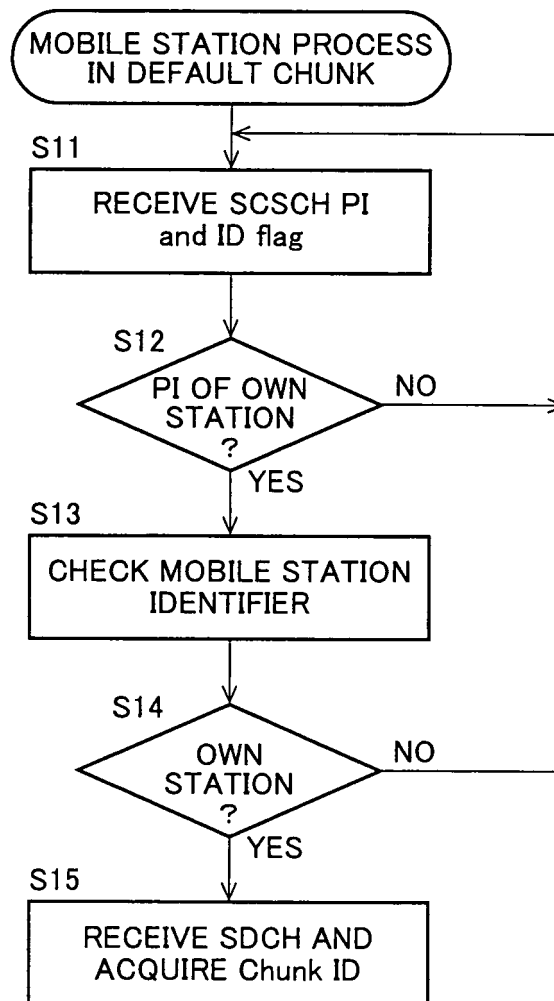 MOBILE STATION PROCESS
IN DEFAULT CHUNK
S11
RECEIVE SCSCH PI
and ID flag
S12
PI OF OWN
STATION
?
NO
YES
S13
CHECK MOBILE STATION
IDENTIFIER
S14
OWN
STATION
?
NO
YES
S15
RECEIVE SDCH AND
ACQUIRE Chunk ID